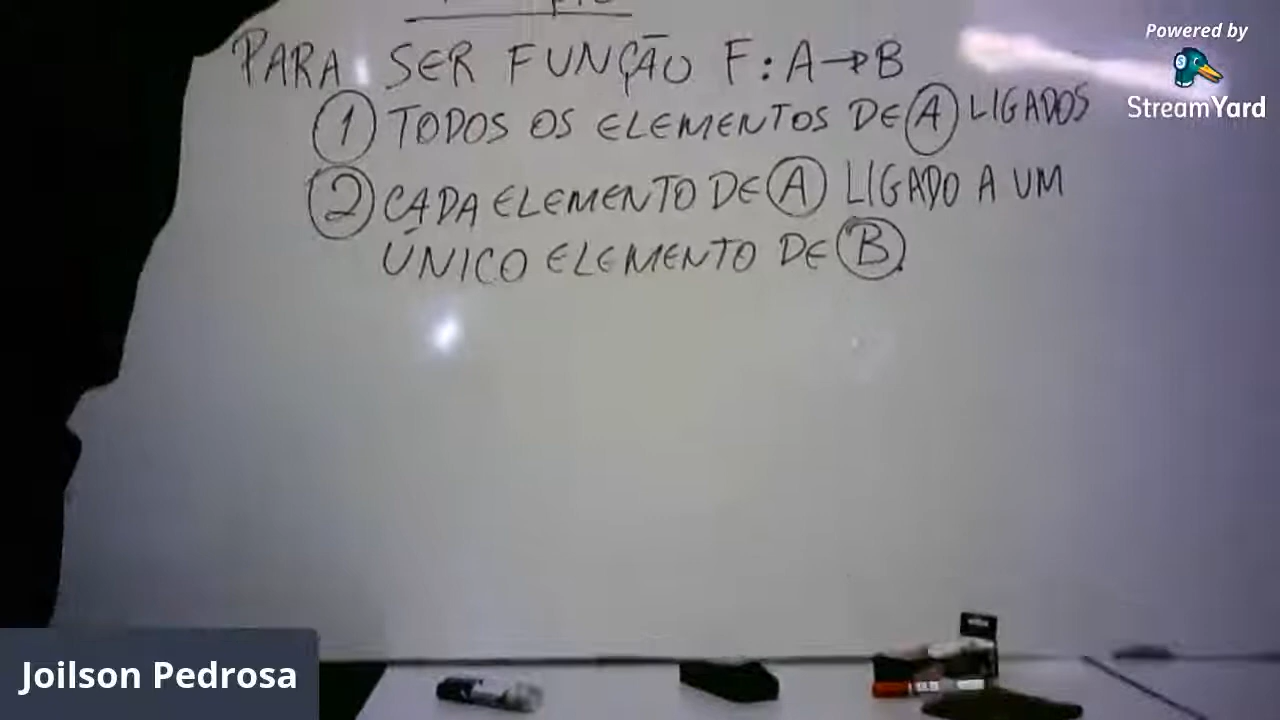 PARA SER FUNÇÃO F: A→B
① TODOS OS ELEMENTOS DE Ⓐ LIGADOS
② CADA ELEMENTO DE Ⓐ LIGADO A UM
ÚNICO ELEMENTO DE Ⓑ.
Powered by
StreamYard
Joilson Pedrosa